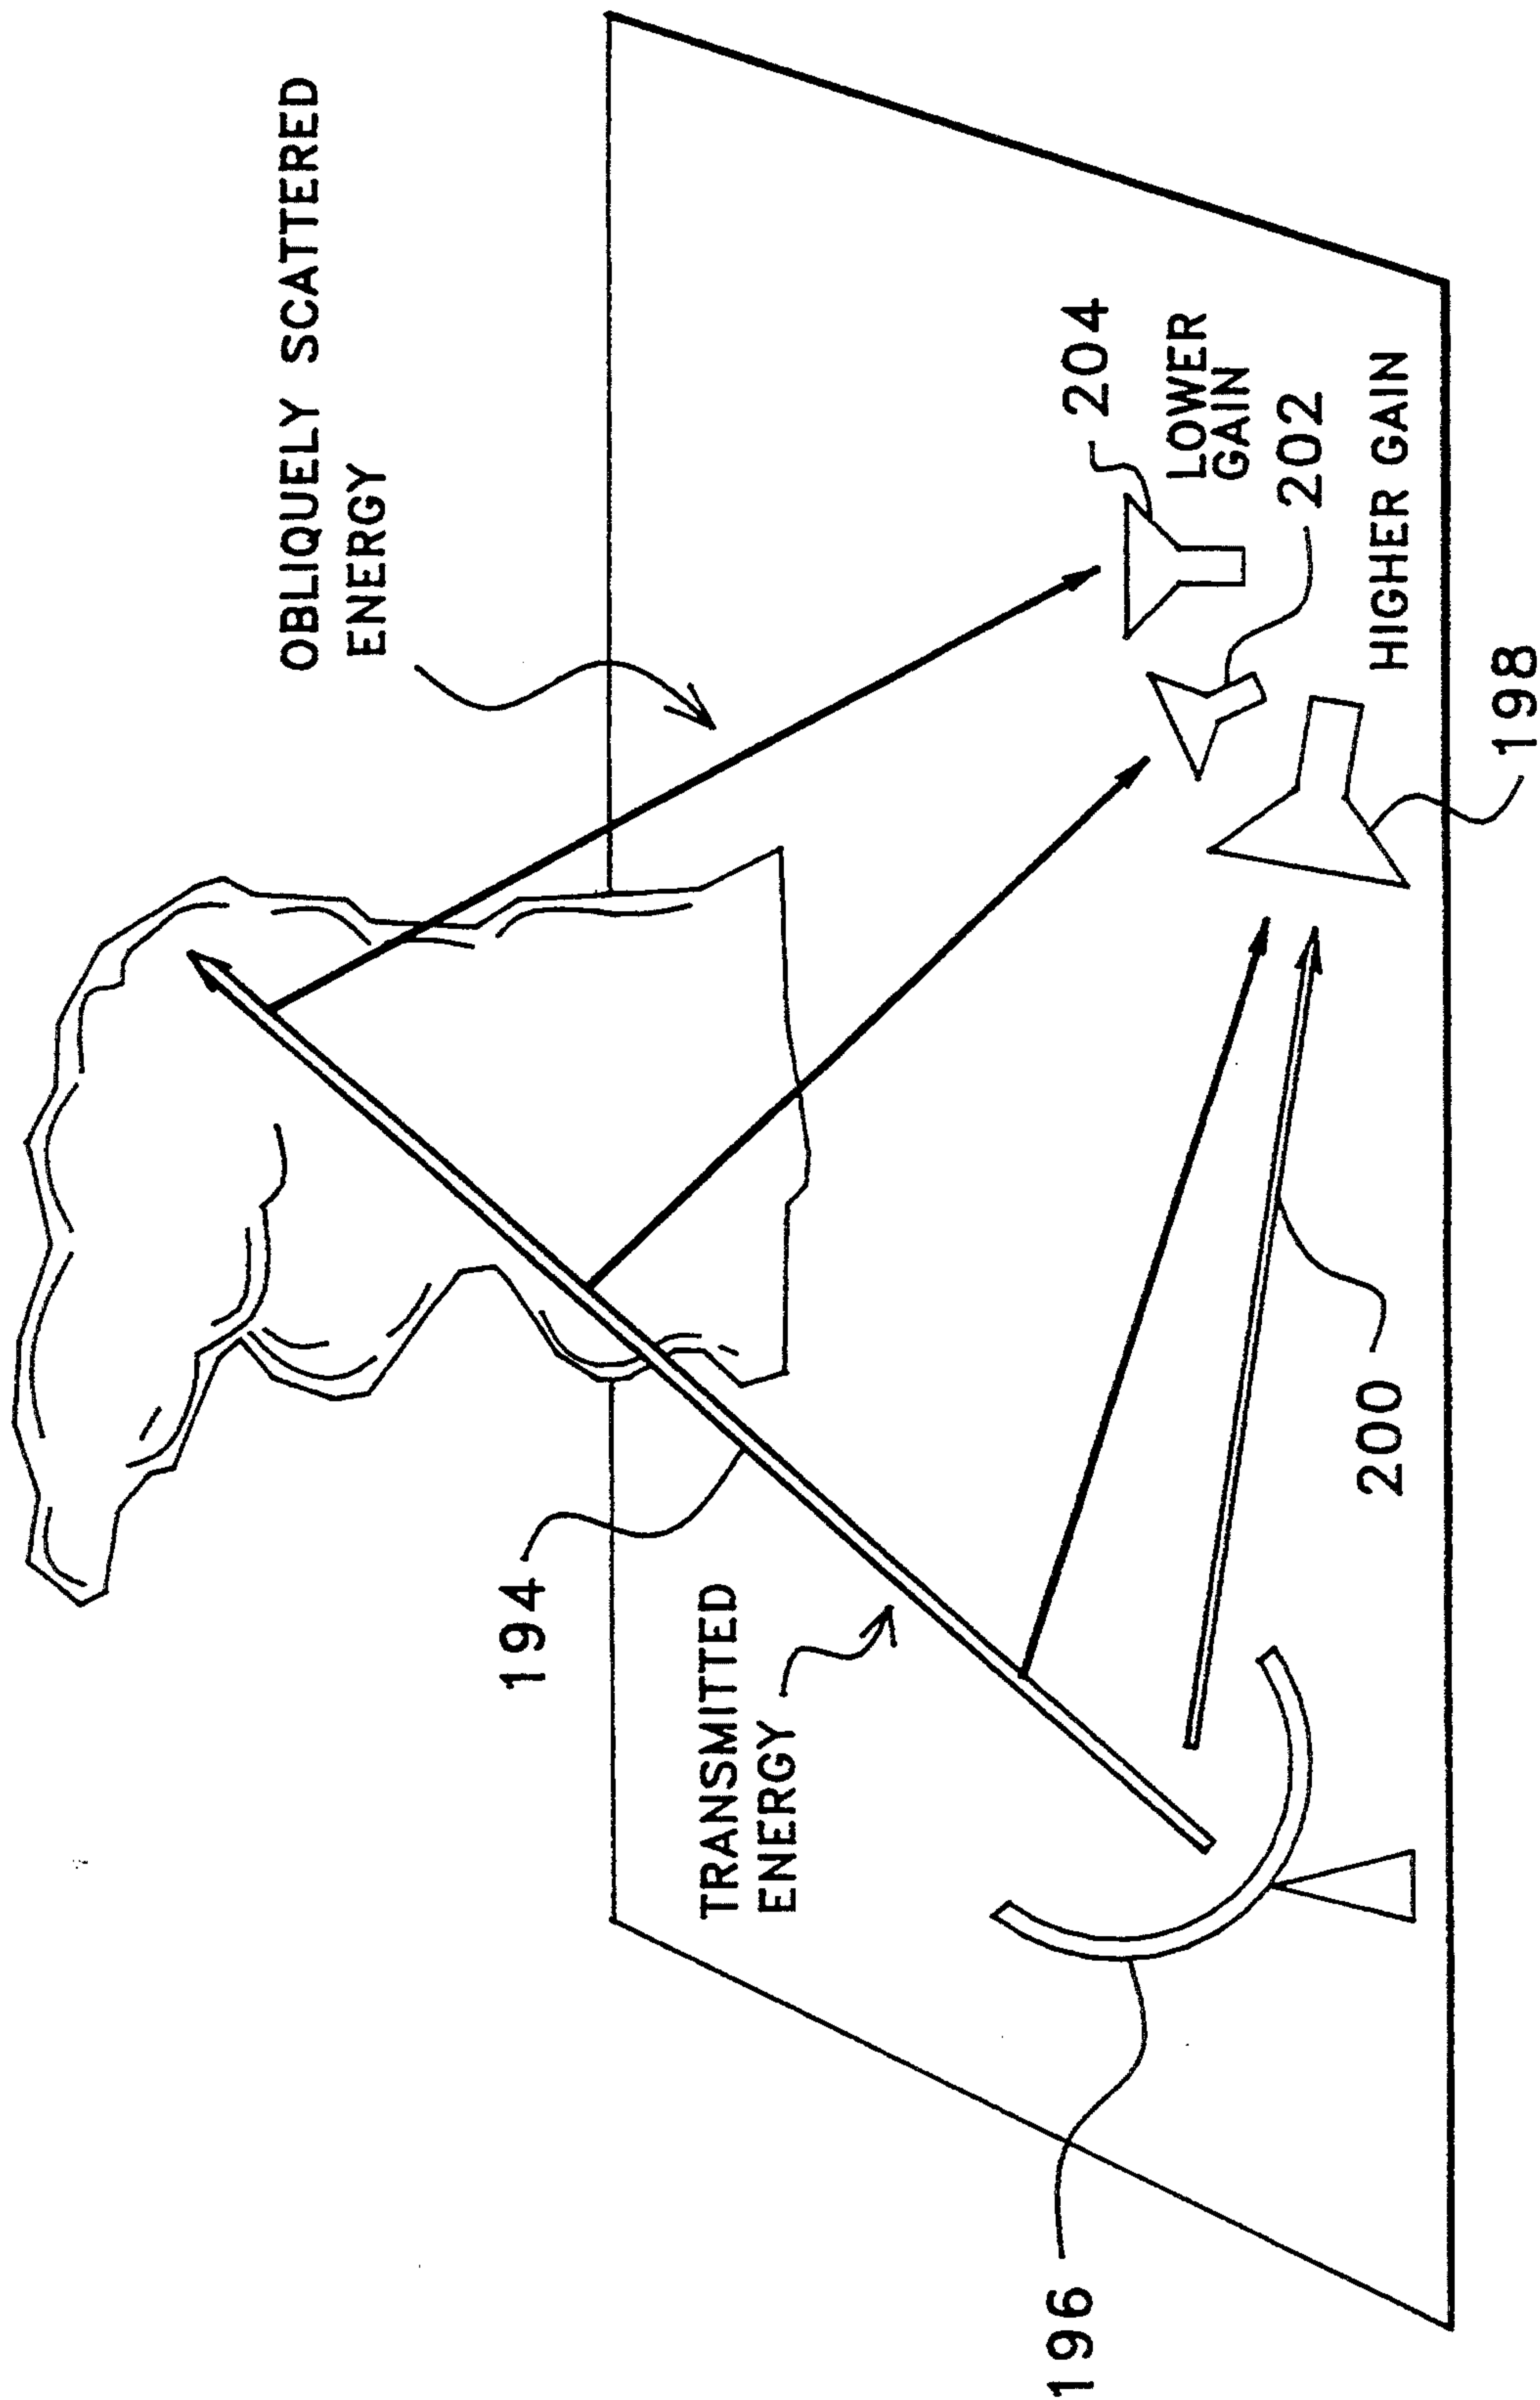 OBLIQUELY SCATTERED
ENERGY
194
TRANSMITTED
ENERGY
196
204
LOWER
GAIN
202
HIGHER GAIN
200
198